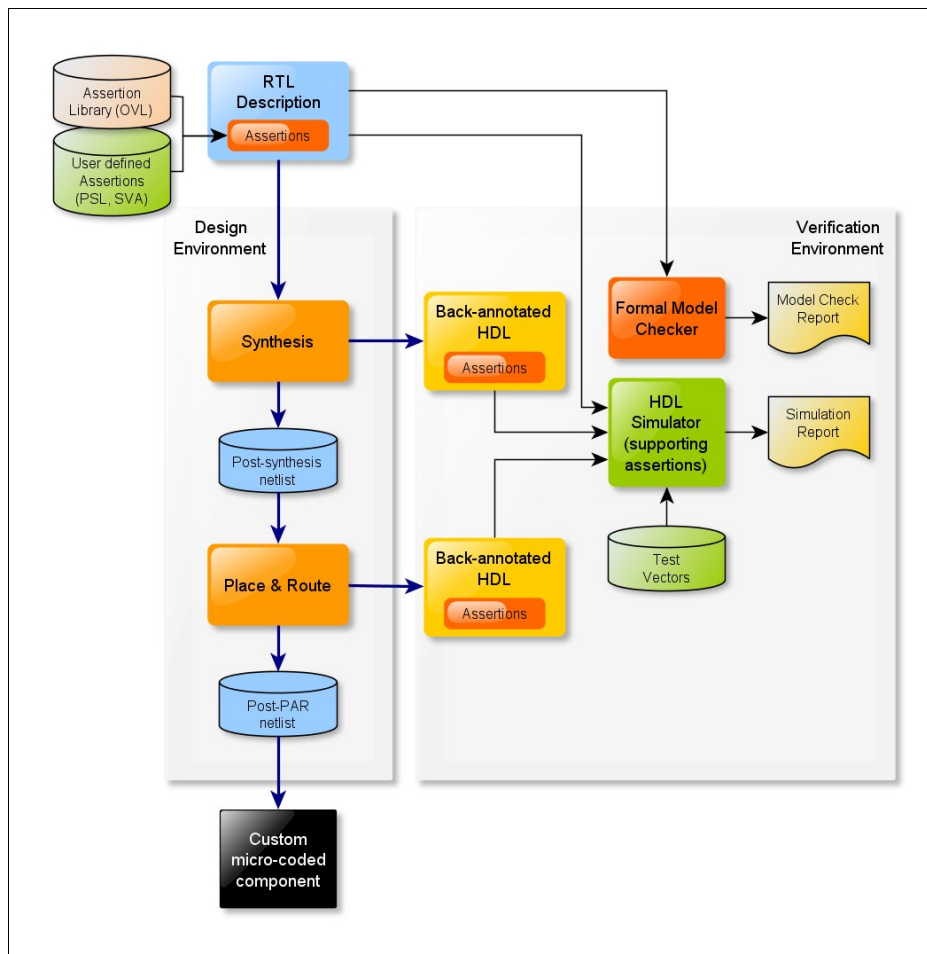 Assertion
Library (OVL)
User defined
Assertions
(PSL, SVA)
RTL
Description
Assertions
Design
Environment
Verification
Environment
Synthesis
Back-annotated
HDL
Assertions
Formal Model
Checker
Model Check
Report
HDL
Simulator
(supporting
assertions)
Simulation
Report
Post-synthesis
netlist
Place & Route
Back-annotated
HDL
Assertions
Test
Vectors
Post-PAR
netlist
Custom
micro-coded
component